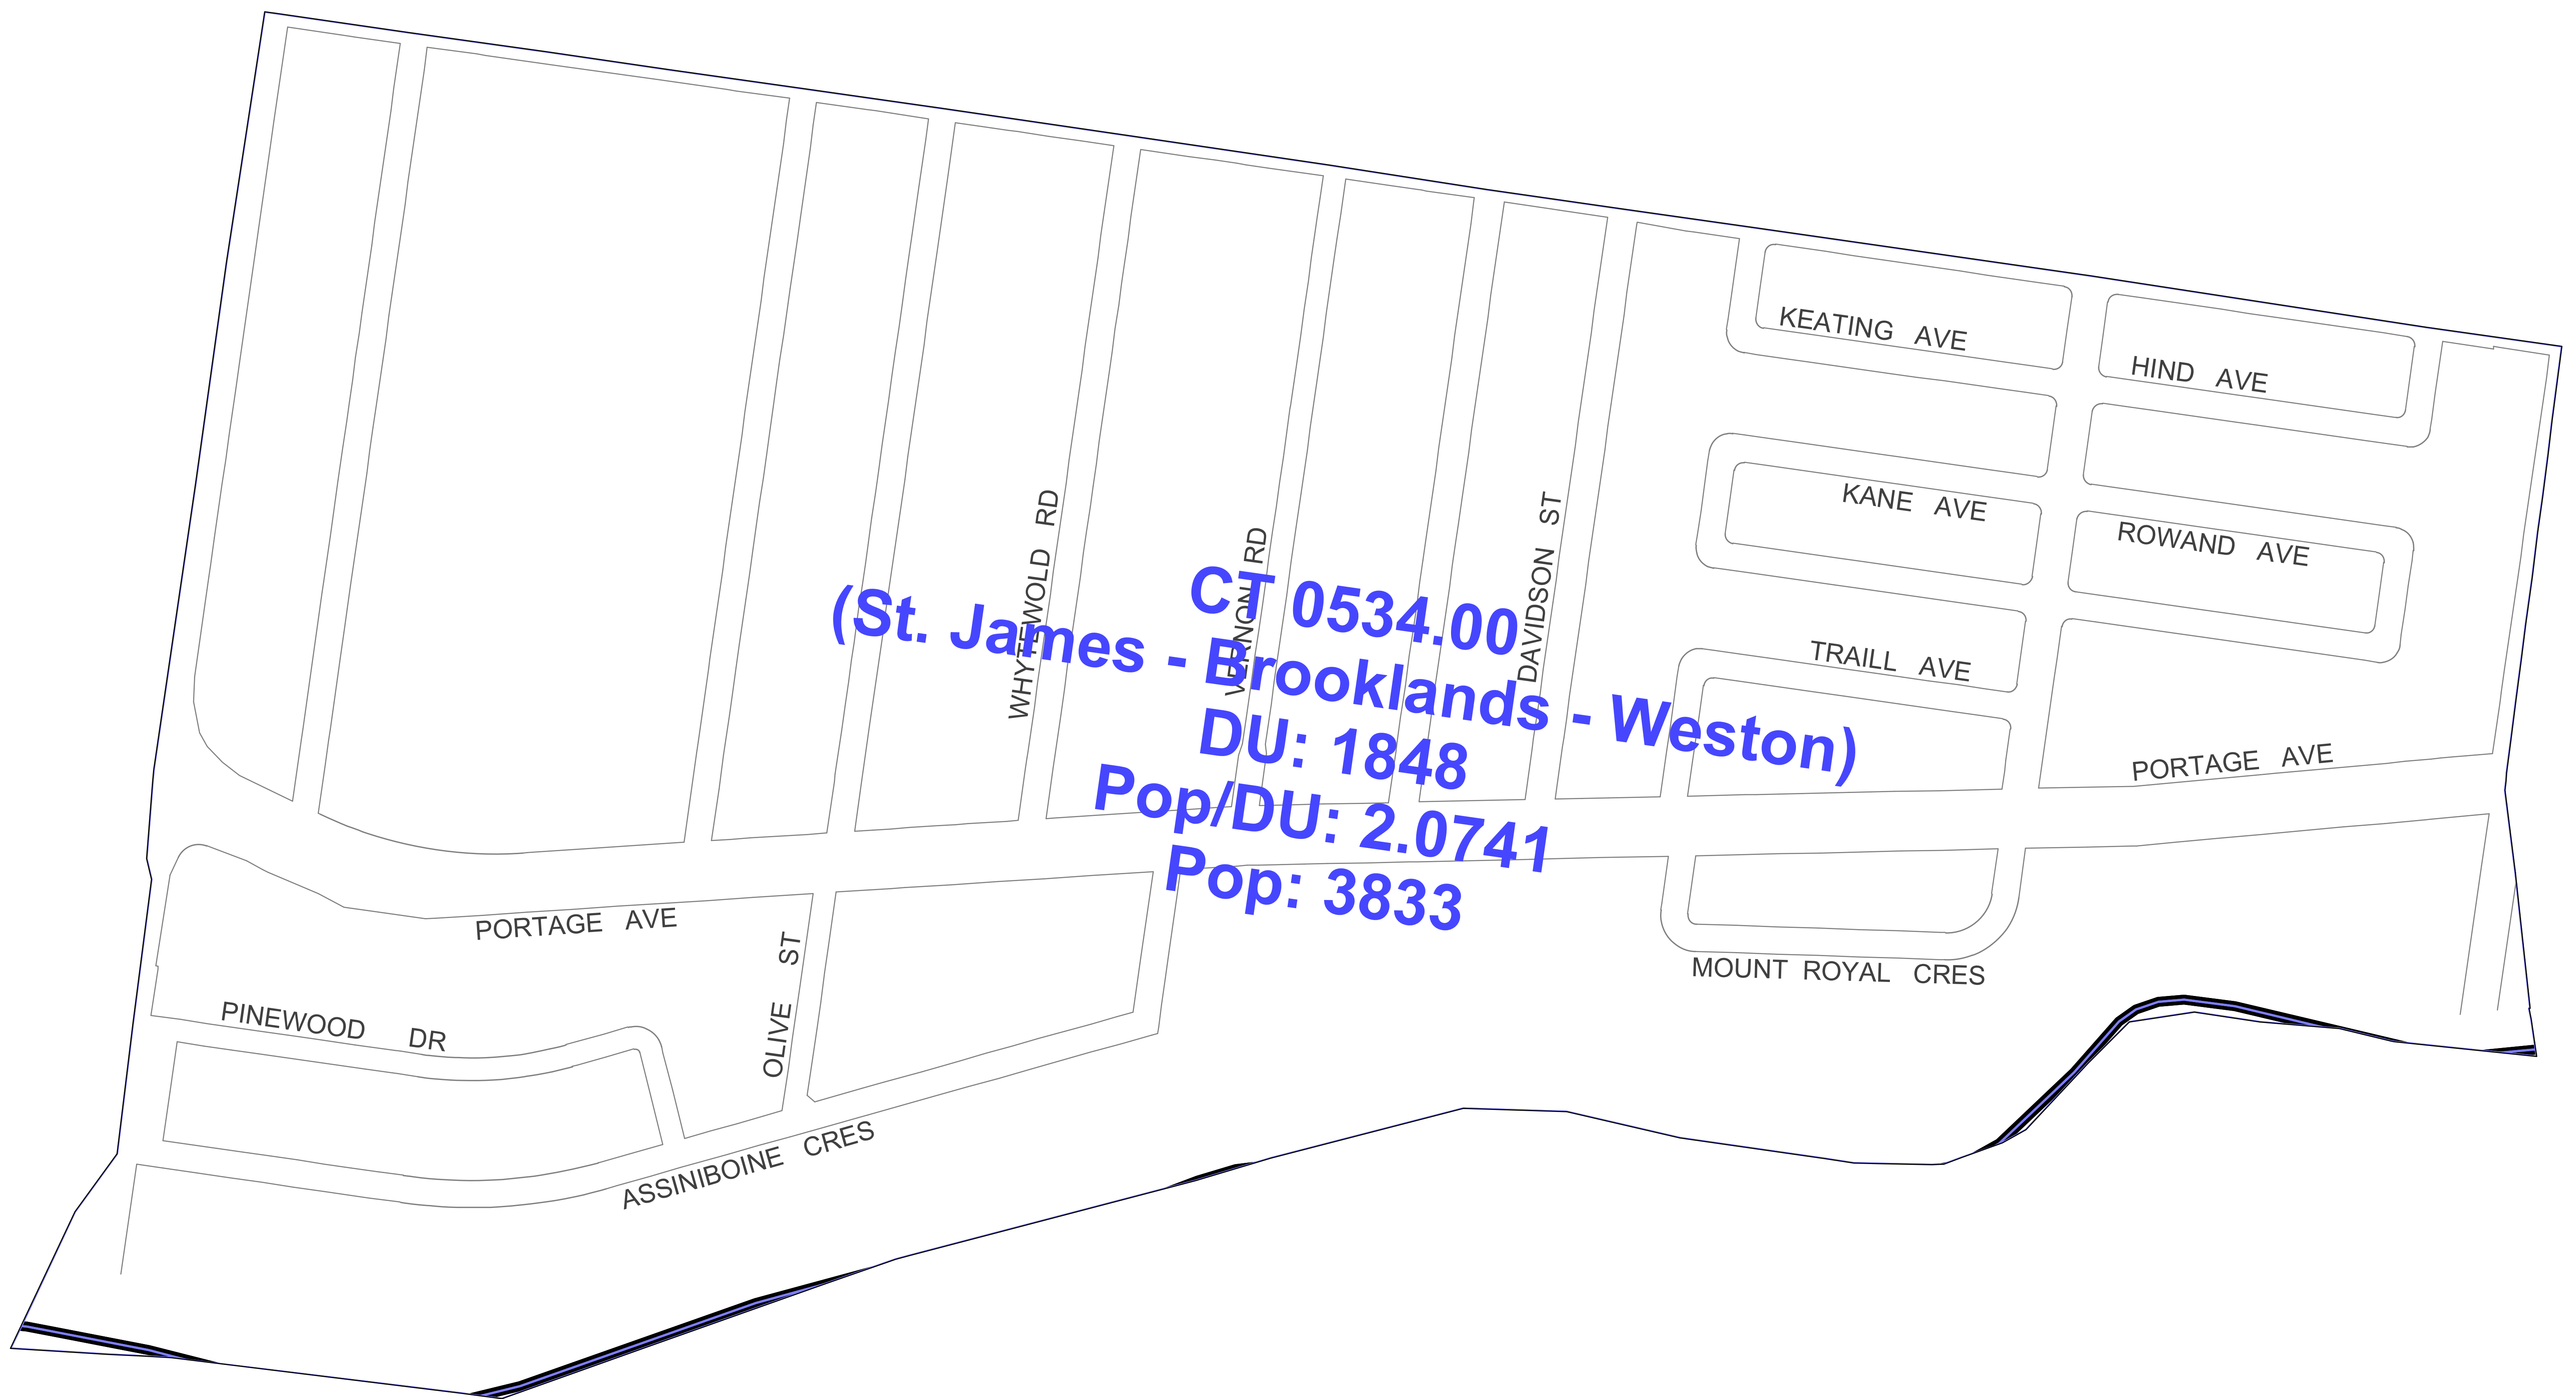 KEATING AVE
HIND AVE
KANE AVE
ROWAND AVE
WHYTEWOLD RD
VERNON RD
DAVIDSON ST
CT 0534.00
(St. James - Brooklands - Weston)
DU: 1848
Pop/DU: 2.0741
Pop: 3833
TRAILL AVE
PORTAGE AVE
PORTAGE AVE
OLIVE ST
MOUNT ROYAL CRES
PINEWOOD DR
ASSINIBOINE CRES